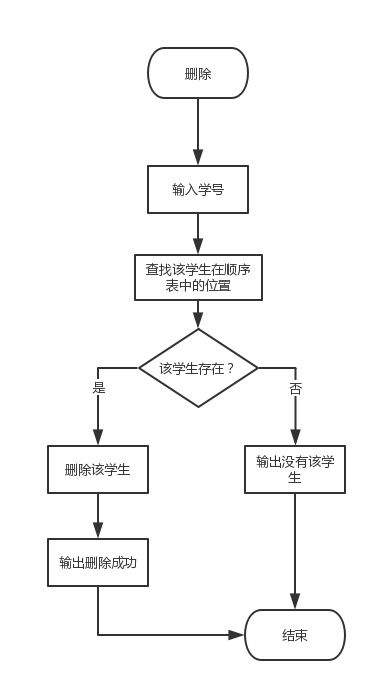 删除
输入学号
查找该学生在顺序
表中的位置
该学生存在？
是
否
删除该学生
输出没有该学
生
输出删除成功
结束